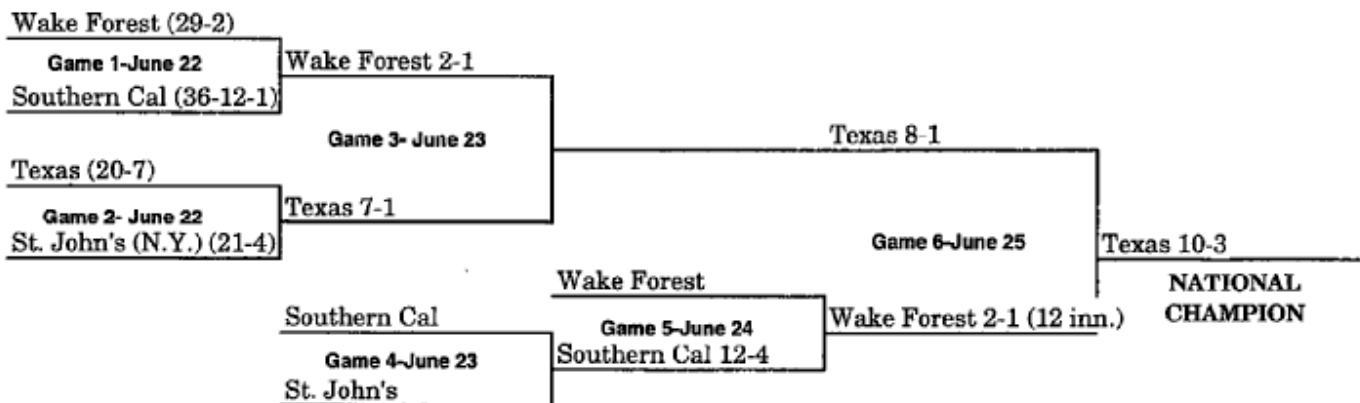 Wake Forest (29-2)
Game 1-June 22
Wake Forest 2-1
Southern Cal (36-12-1)
Game 3- June 23
Texas 8-1
Texas (20-7)
Game 2- June 22
Texas 7-1
St. John's (N.Y.) (21-4)
Game 6-June 25
Texas 10-3
Wake Forest
NATIONAL
CHAMPION
Southern Cal
Game 5-June 24
Wake Forest 2-1 (12 inn.)
Game 4-June 23
Southern Cal 12-4
St. John's